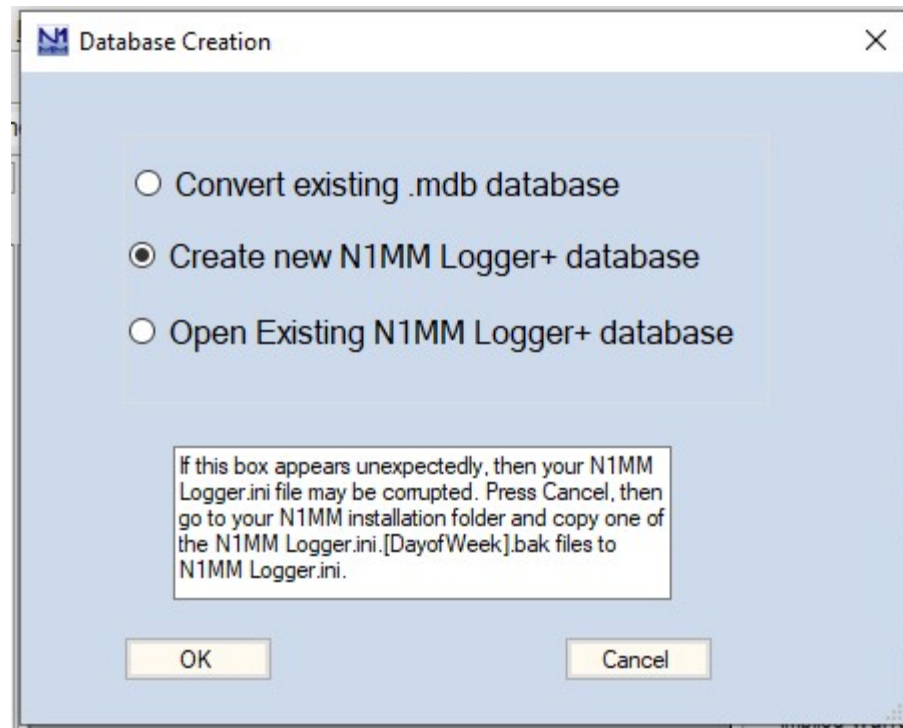 N1
MM
Database Creation
Convert existing .mdb database
Create new N1MM Logger+ database
Open Existing N1MM Logger+ database
If this box appears unexpectedly, then your N1MM
Logger.ini file may be corrupted. Press Cancel, then
go to your N1MM installation folder and copy one of
the N1MM Logger.ini.[DayofWeek].bak files to
N1MM Logger.ini.
OK
Cancel